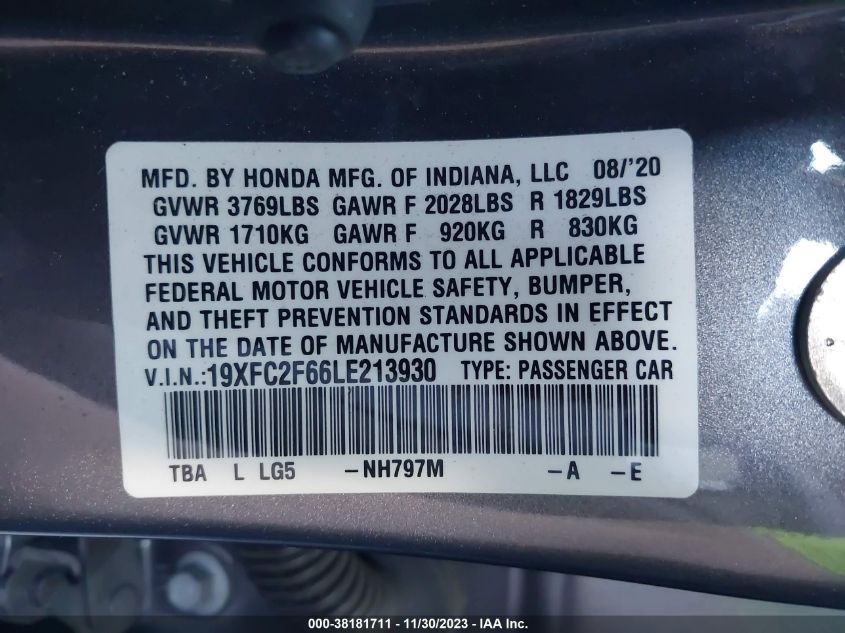 MFD. BY HONDA MFG. OF INDIANA, LLC 08/'20
GVWR 3769LBS GAWR F 2028LBS R 1829LBS
GVWR 1710KG GAWR F 920KG R 830KG
THIS VEHICLE CONFORMS TO ALL APPLICABLE
FEDERAL MOTOR VEHICLE SAFETY, BUMPER,
AND THEFT PREVENTION STANDARDS IN EFFECT
ON THE DATE OF MANUFACTURE SHOWN ABOVE.
V.I.N.:19XFC2F66LE213930 TYPE: PASSENGER CAR
TBA L LG5 -NH797M -A -E
000-38181711 - 11/30/2023 - IAA Inc.